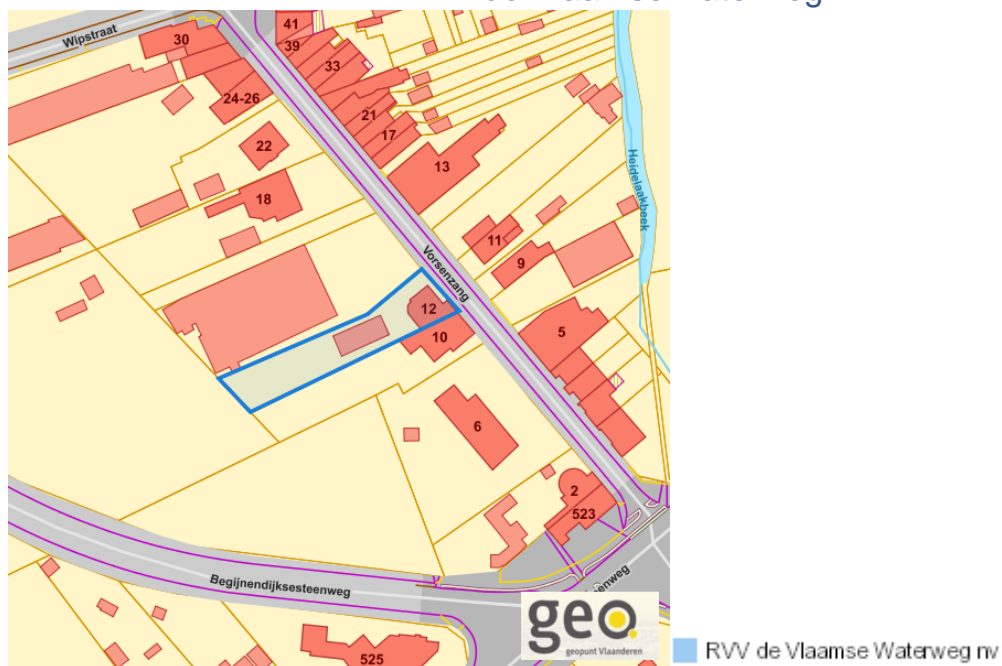 Wipstraat
41
30
39
33
24-26
21
17
22
13
18
Heidelaakbeek
11
Vorsenzang
9
12
5
10
6
2
523
Begijnendijksesteenweg
geo.
geopunt Vlaanderen
525
RVV de Vlaamse Waterweg nv